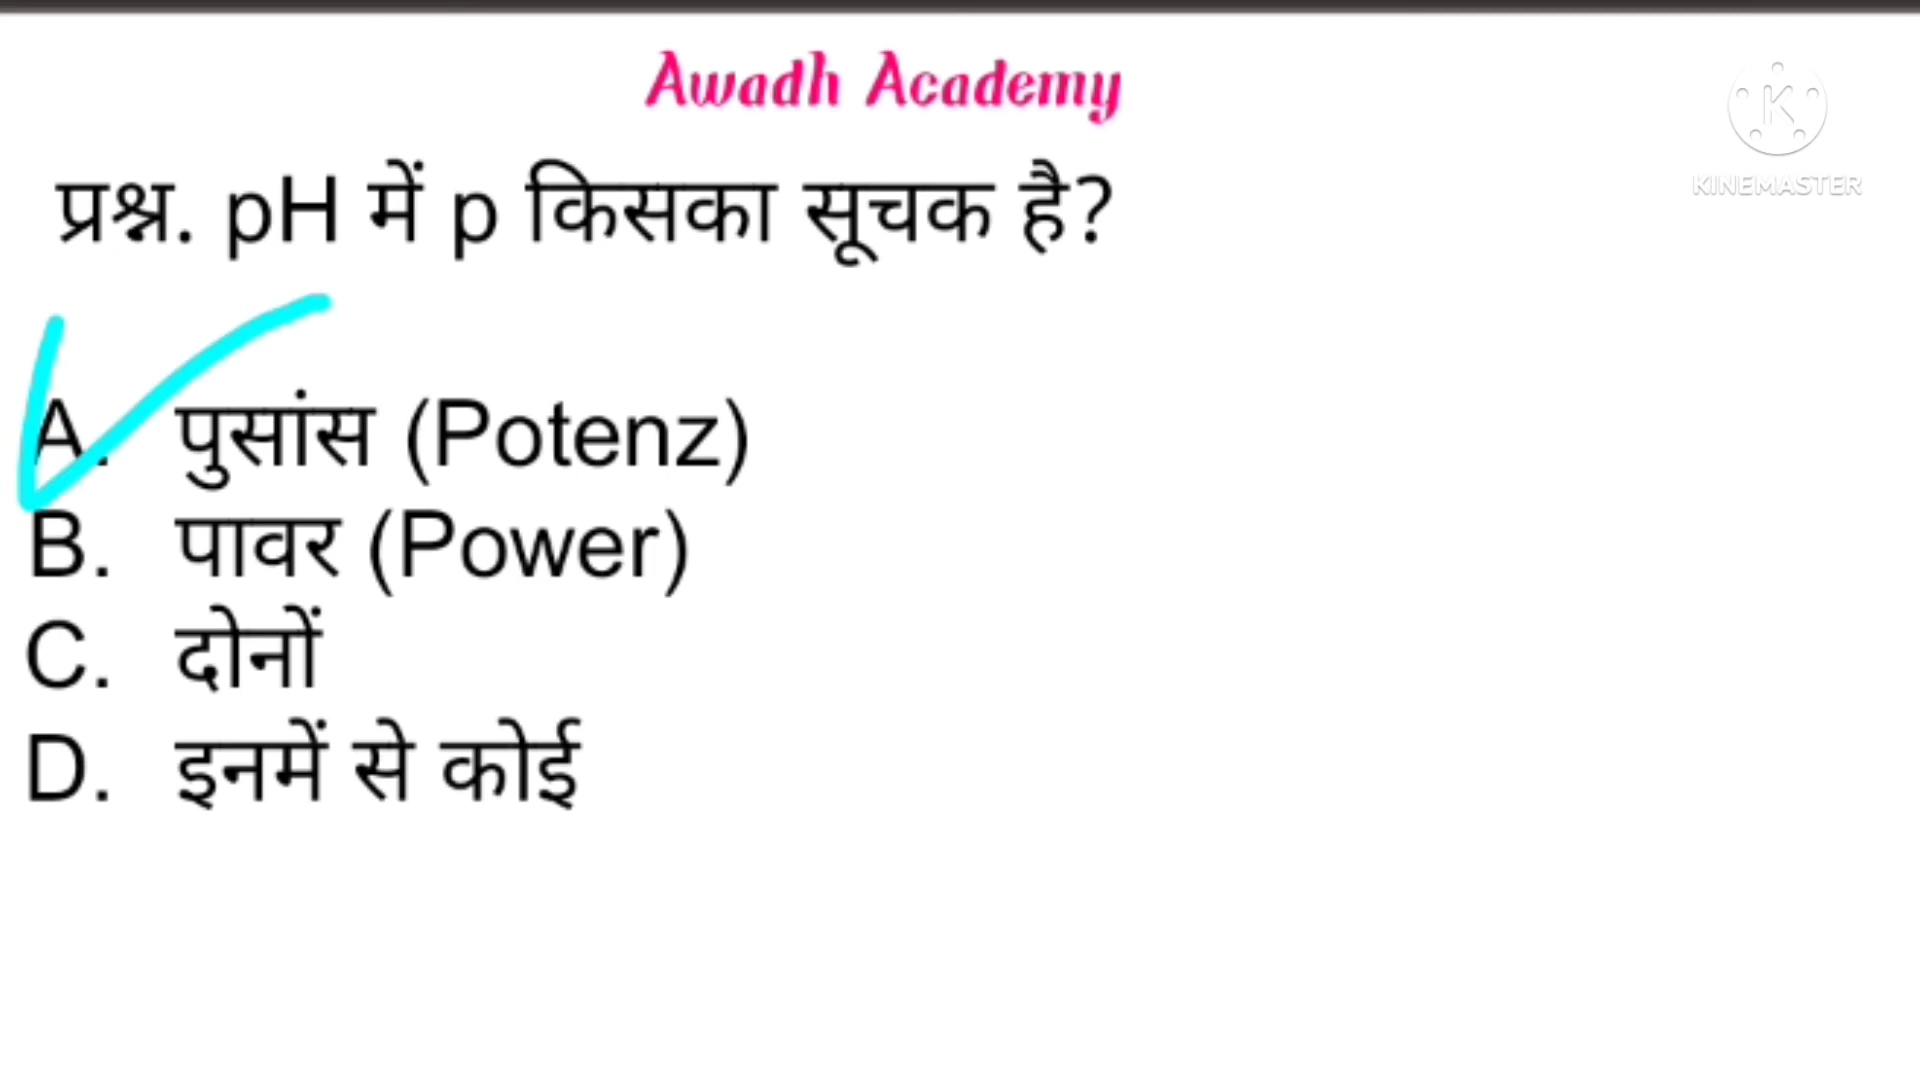 Awadh Academy
KINEMASTER
प्रश्न. pH में p किसका सूचक है?
A. पुसांस (Potenz)
B. पावर (Power)
C. दोनों
D. इनमें से कोई